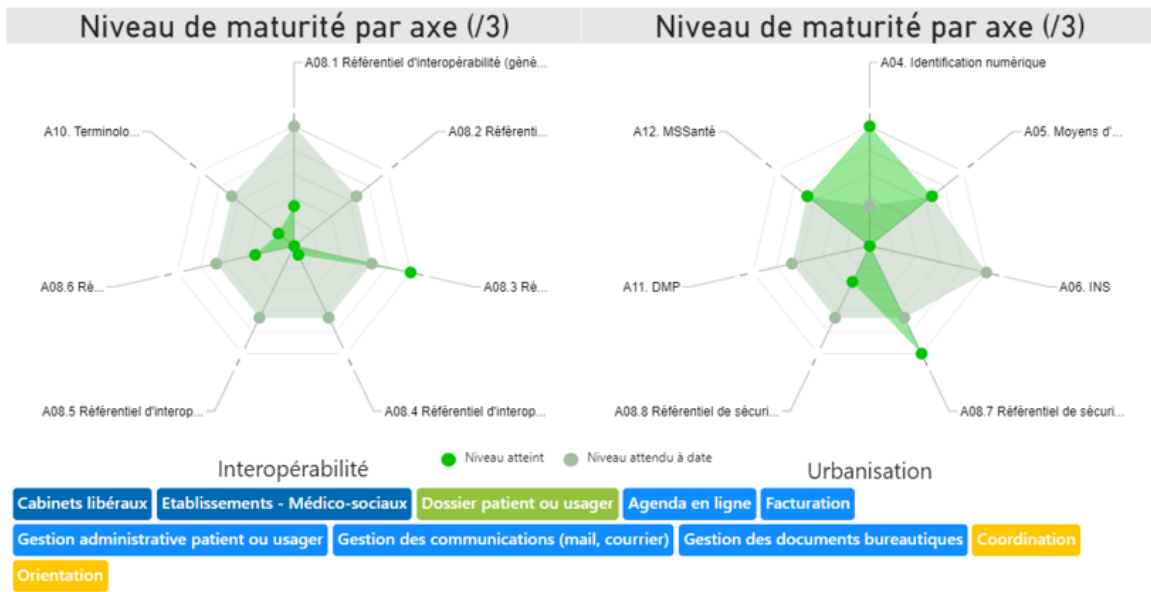 Niveau de maturité par axe (/3)
Niveau de maturité par axe (/3)
A08.1 Référentiel d'interopérabilité (géné...
A10. Terminolo...
A08.2 Référenti...
A08.6 Ré...
A08.3 Ré...
A08.5 Référentiel d'interop...
A08.4 Référentiel d'interop...
A04. Identification numérique
A12. MSSanté
A05. Moyens d'...
A11. DMP
A06. INS
A08.8 Référentiel de sécuri...
A08.7 Référentiel de sécuri...
Interopérabilité
Niveau atteint
Niveau attendu à date
Urbanisation
Cabinets libéraux
Etablissements - Médico-sociaux
Dossier patient ou usager
Agenda en ligne
Facturation
Gestion administrative patient ou usager
Gestion des communications (mail, courrier)
Gestion des documents bureautiques
Coordination
Orientation